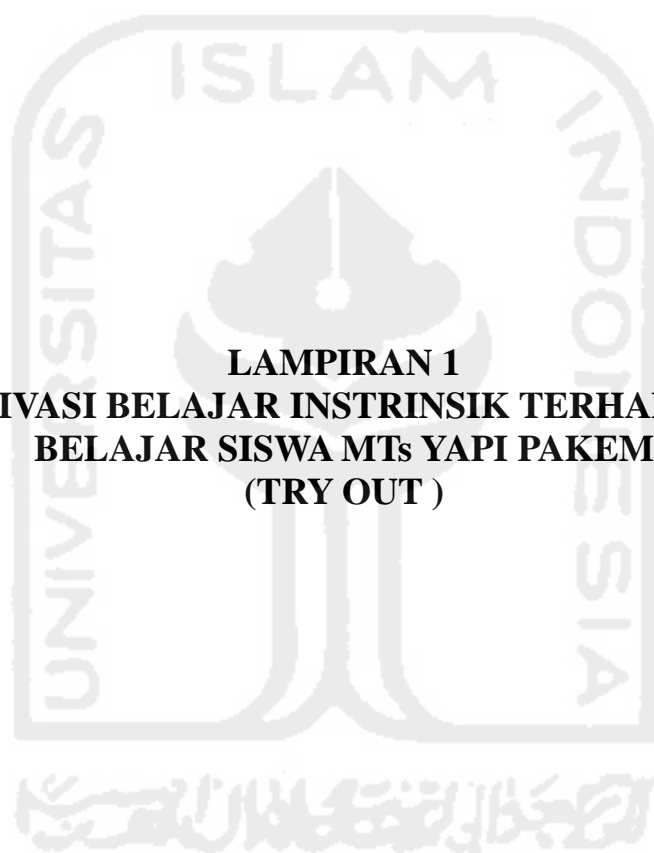 LAMPIRAN 1
IVASI BELAJAR INSTRINSIK TERHA
BELAJAR SISWA MTs YAPI PAKEM
(TRY OUT )
ISLAM
UNIVERSITAS
INDONESIA